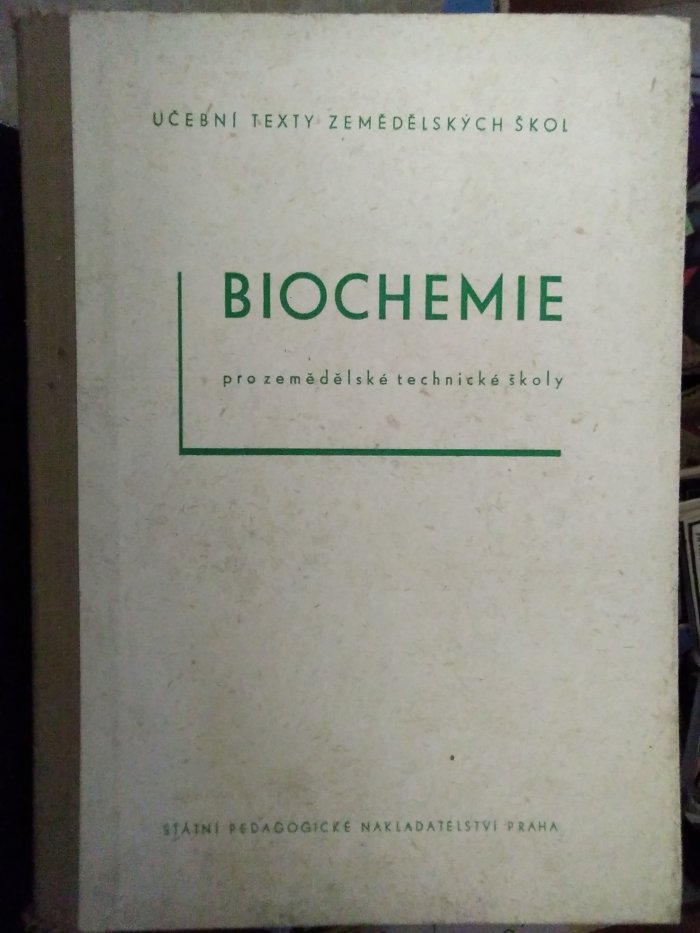 UČEBNÍ TEXTY ZEMĚDĚLSKÝCH ŠKOL
BIOCHEMIE
pro zemědělské technické školy
STÁTNÍ PEDAGOGICKÉ NAKLADATELSTVÍ PRAHA